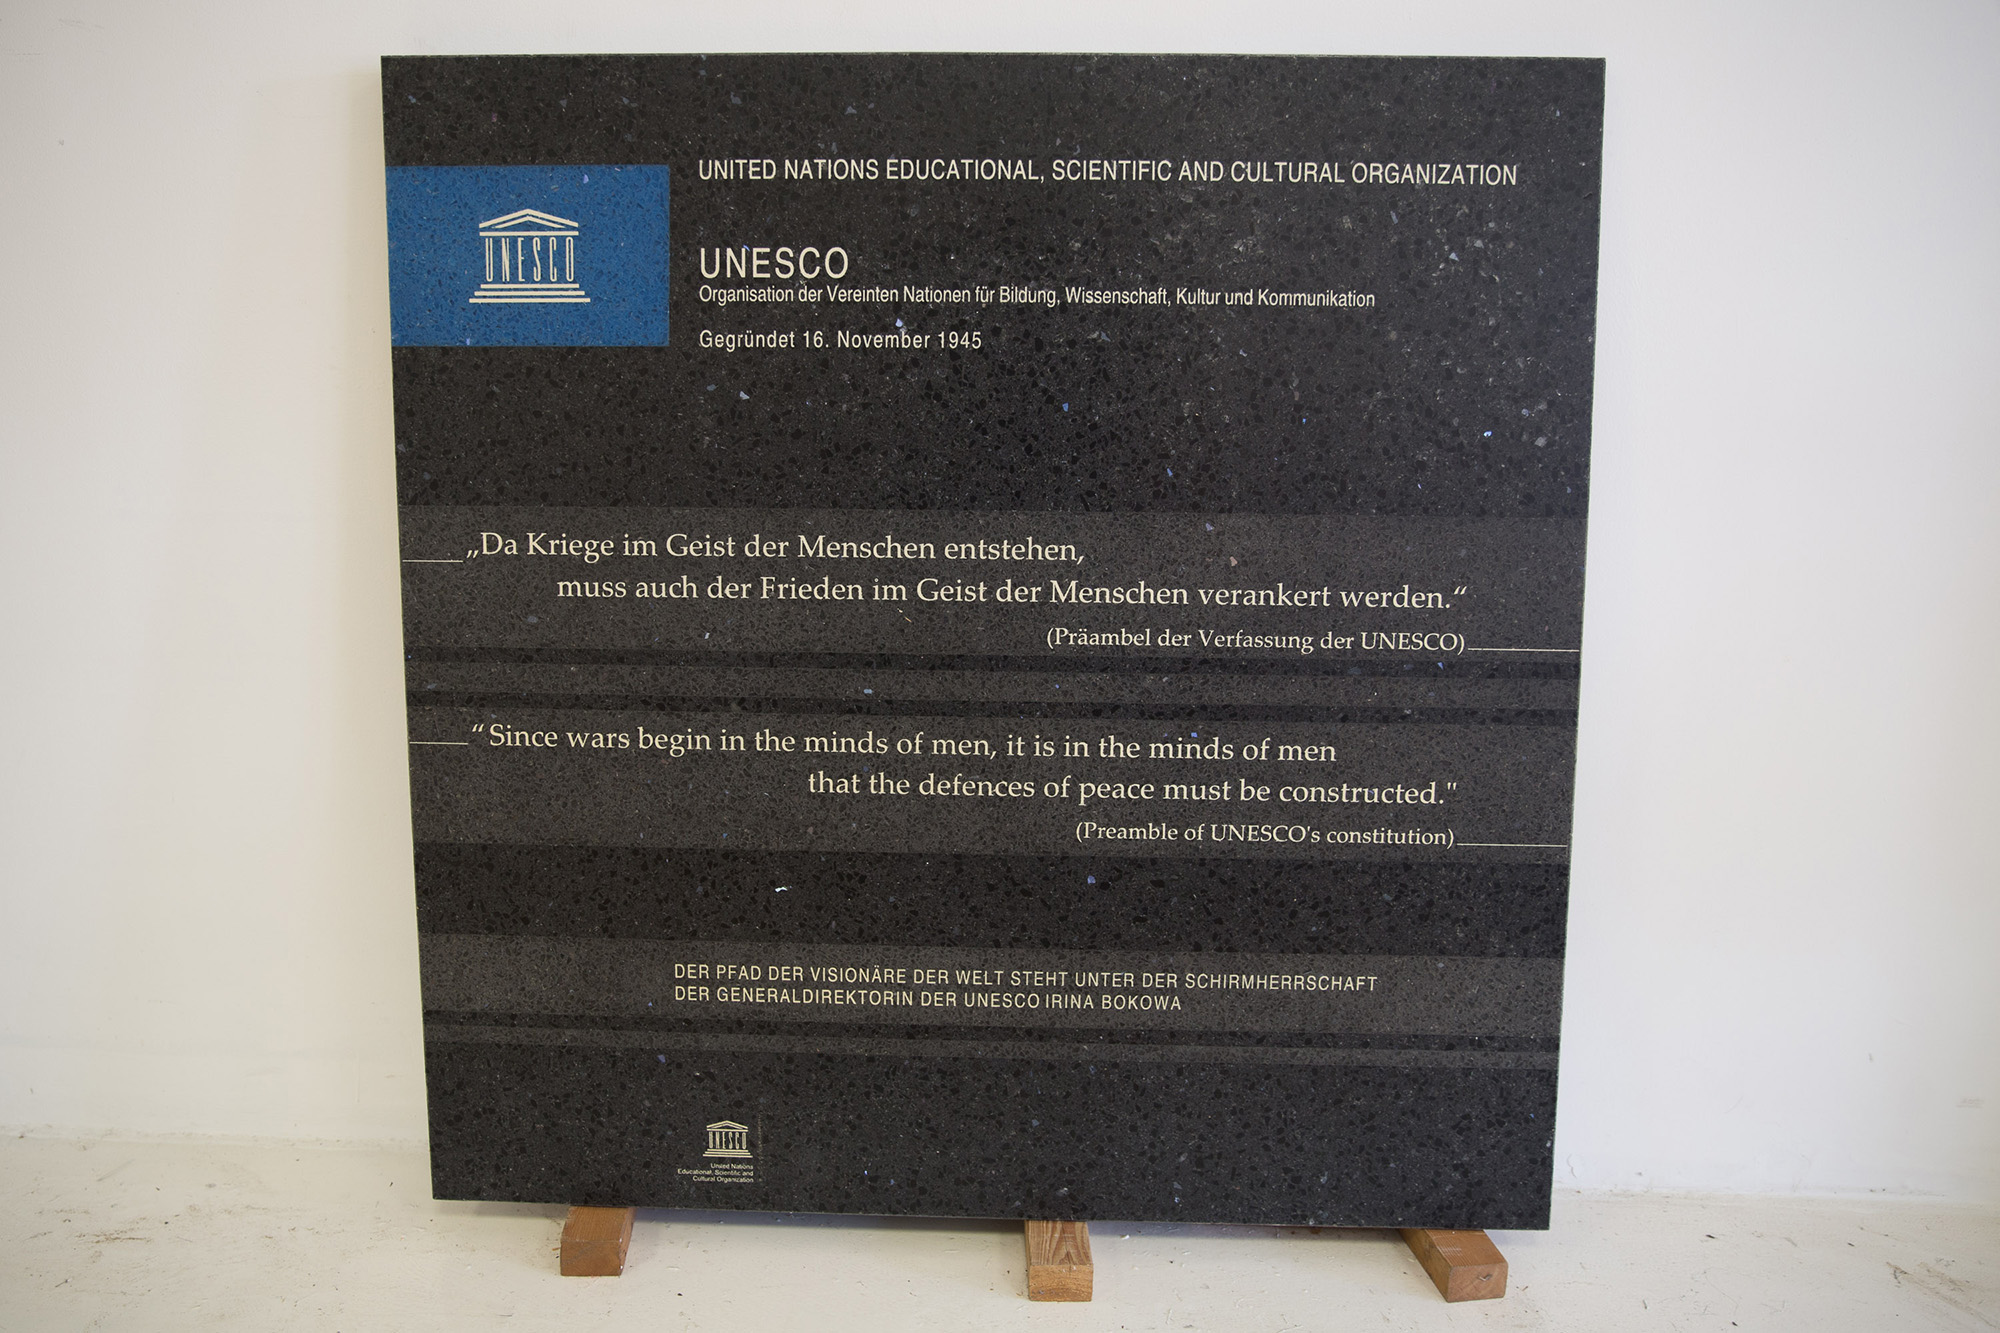 UNITED NATIONS EDUCATIONAL, SCIENTIFIC AND CULTURAL ORGANIZATION
UNESCO
UNESCO
Organisation der Vereinten Nationen für Bildung, Wissenschaft, Kultur und Kommunikation
Gegründet 16. November 1945
„Da Kriege im Geist der Menschen entstehen,
muss auch der Frieden im Geist der Menschen verankert werden.“
(Präambel der Verfassung der UNESCO)
“Since wars begin in the minds of men, it is in the minds of men
that the defences of peace must be constructed."
(Preamble of UNESCO's constitution)
DER PFAD DER VISIONÄRE DER WELT STEHT UNTER DER SCHIRMHERRSCHAFT
DER GENERALDIREKTORIN DER UNESCO IRINA BOKOWA
UNESCO
United Nations
Educational, Scientific and
Cultural Organization